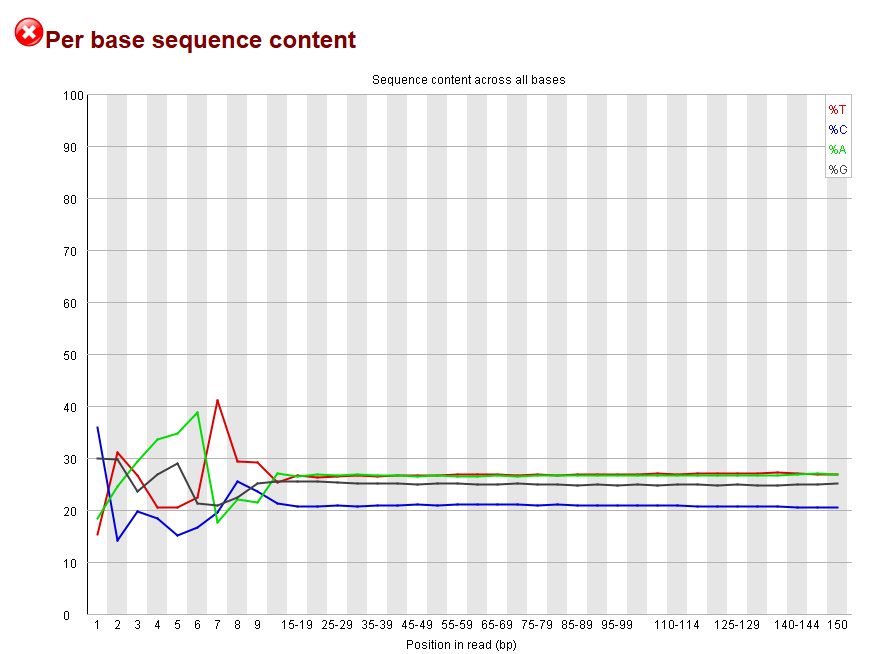 Per base sequence content
Sequence content across all bases
%T
%C
%A
%G
100
90
80
70
60
50
40
30
20
10
0
1 2 3 4 5 6 7 8 9 15-19 25-29 35-39 45-49 55-59 65-69 75-79 85-89 95-99 110-114 125-129 140-144 150
Position in read (bp)